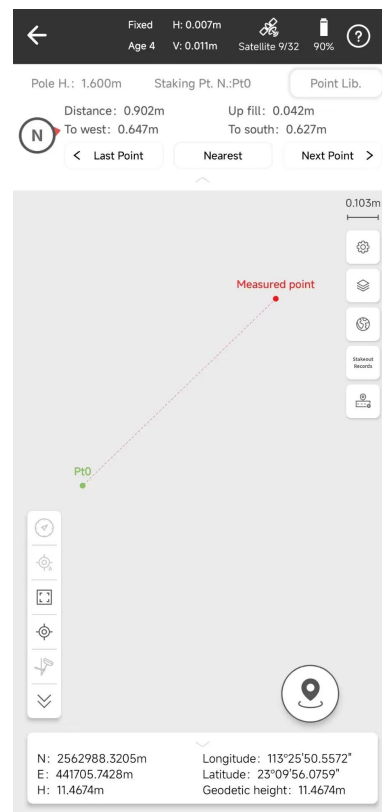 Fixed H: 0.007m
Age 4 V: 0.011m Satellite 9/32 90% ?
Pole H.: 1.600m Staking Pt. N.:Pt0 Point Lib.
Distance: 0.902m Up fill: 0.042m
N To west: 0.647m To south: 0.627m
< Last Point Nearest Next Point >
0.103m
Measured point
Stakeout
Records
Pt0
N: 2562988.3205m Longitude: 113°25'50.5572"
E: 441705.7428m Latitude: 23°09'56.0759"
H: 11.4674m Geodetic height: 11.4674m